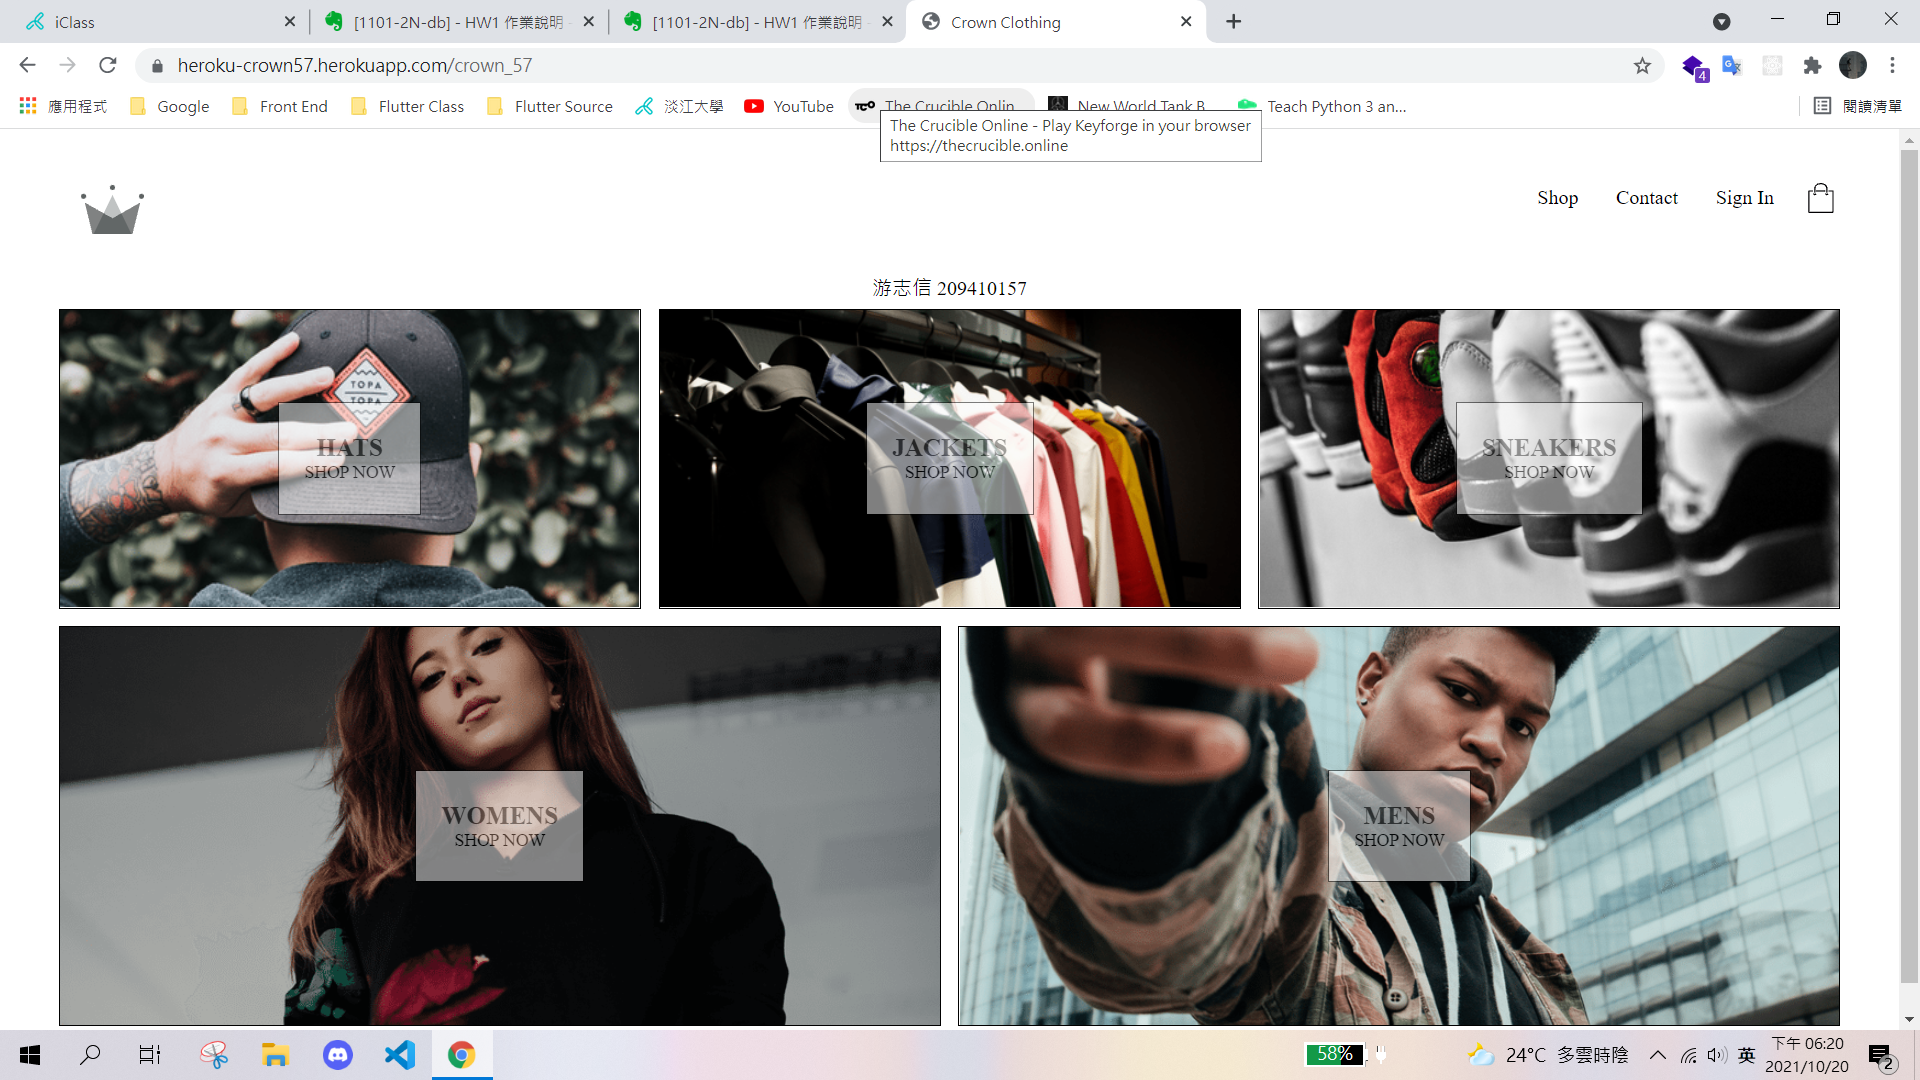 iClass
[1101-2N-db] - HW1 作業說明
[1101-2N-db] - HW1 作業說明
Crown Clothing
heroku-crown57.herokuapp.com/crown_57
4
應用程式
Google
Front End
Flutter Class
Flutter Source
淡江大學
YouTube
The Crucible Onlin...
New World Tank B...
Teach Python 3 an...
閱讀清單
The Crucible Online - Play Keyforge in your browser
https://thecrucible.online
Shop
Contact
Sign In
游志信 209410157
TOPA
TOPA
HATS
SHOP NOW
JACKETS
SHOP NOW
SNEAKERS
SHOP NOW
WOMENS
SHOP NOW
MENS
SHOP NOW
58%
24°C 多雲時陰
英
下午 06:20
2021/10/20
2